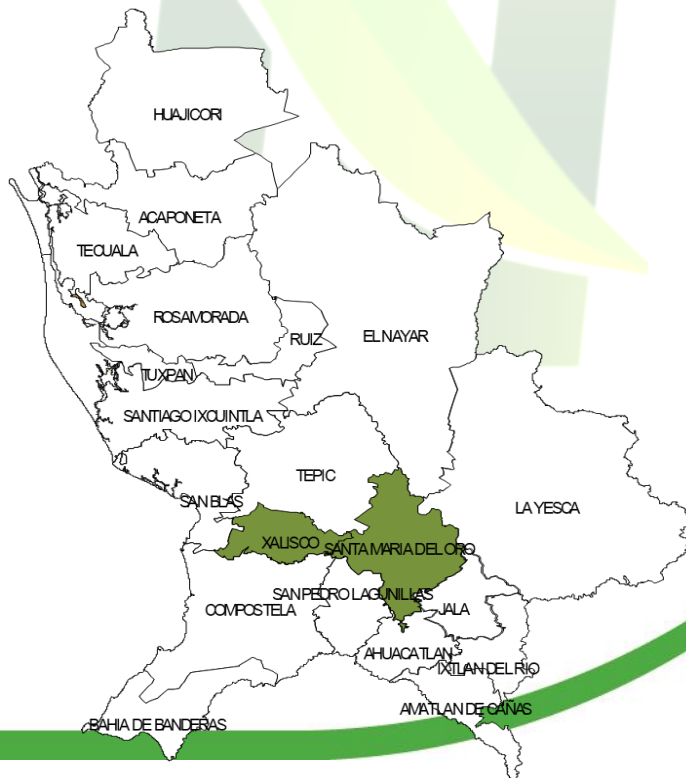 HUAJICORI
ACAPONETA
TECUALA
ROSAMORADA
RUIZ
EL NAYAR
TUXPAN
SANTIAGO IXCUINTLA
TEPIC
SAN BLAS
LA YESCA
XALISCO
SANTA MARIA DEL ORO
SAN PEDRO LAGUNILLAS
COMPOSTELA
JALA
AHUACATLAN
IXTLAN DEL RIO
AMATLAN DE CAÑAS
BAHIA DE BANDERAS